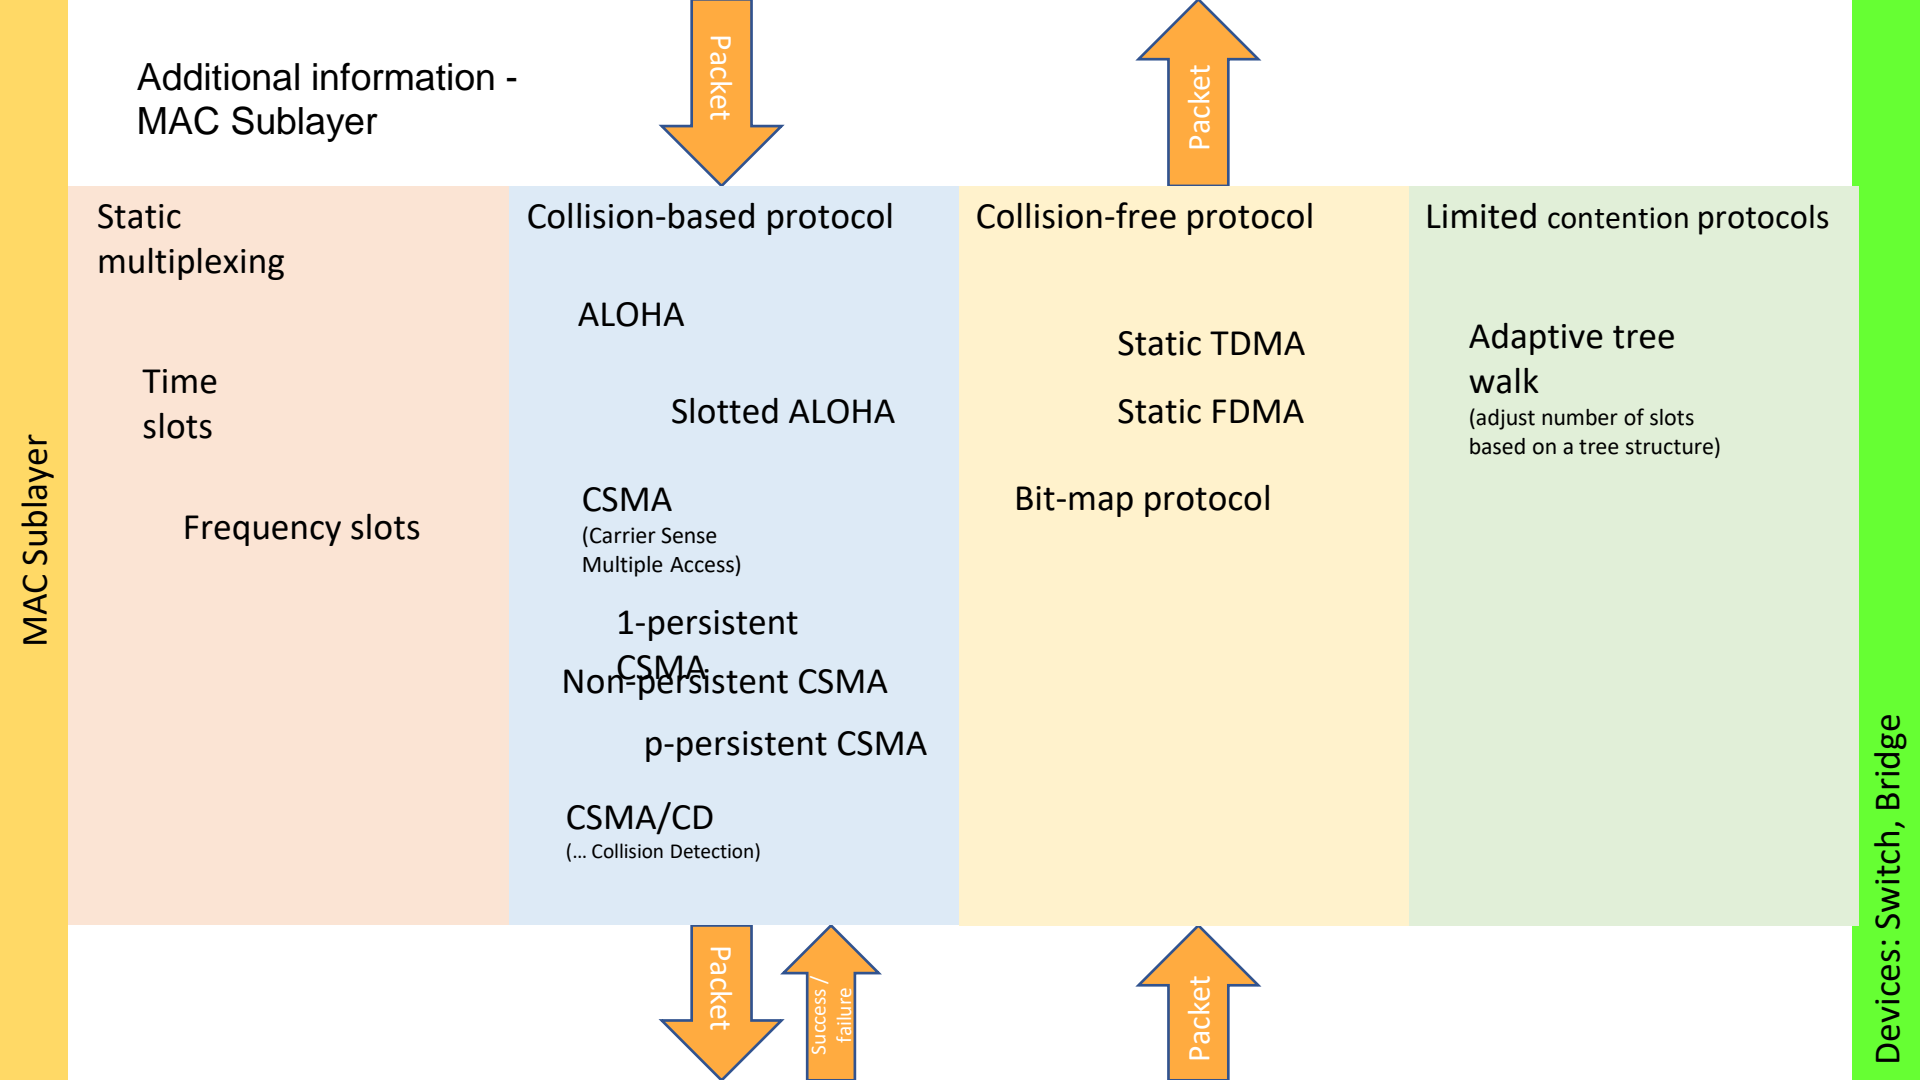 Additional information -
MAC Sublayer
Packet
Packet
MAC Sublayer
Static
multiplexing
Time
slots
Frequency slots
Collision-based protocol
ALOHA
Slotted ALOHA
CSMA
(Carrier Sense
Multiple Access)
1-persistent
CSMA
Non-persistent CSMA
p-persistent CSMA
CSMA/CD
(... Collision Detection)
Collision-free protocol
Static TDMA
Static FDMA
Bit-map protocol
Limited contention protocols
Adaptive tree
walk
(adjust number of slots
based on a tree structure)
Packet
Success /
failure
Packet
Devices: Switch, Bridge